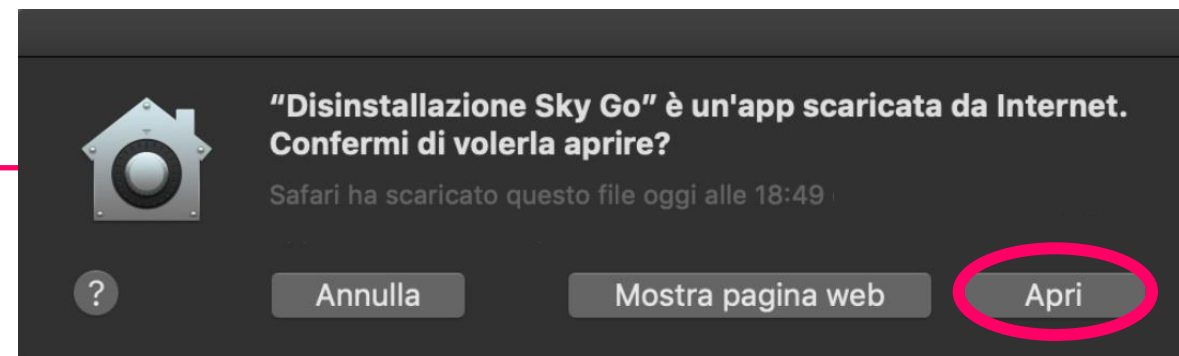 "Disinstallazione Sky Go" è un'app scaricata da Internet.
Confermi di volerla aprire?
Safari ha scaricato questo file oggi alle 18:49
?
Annulla
Mostra pagina web
Apri